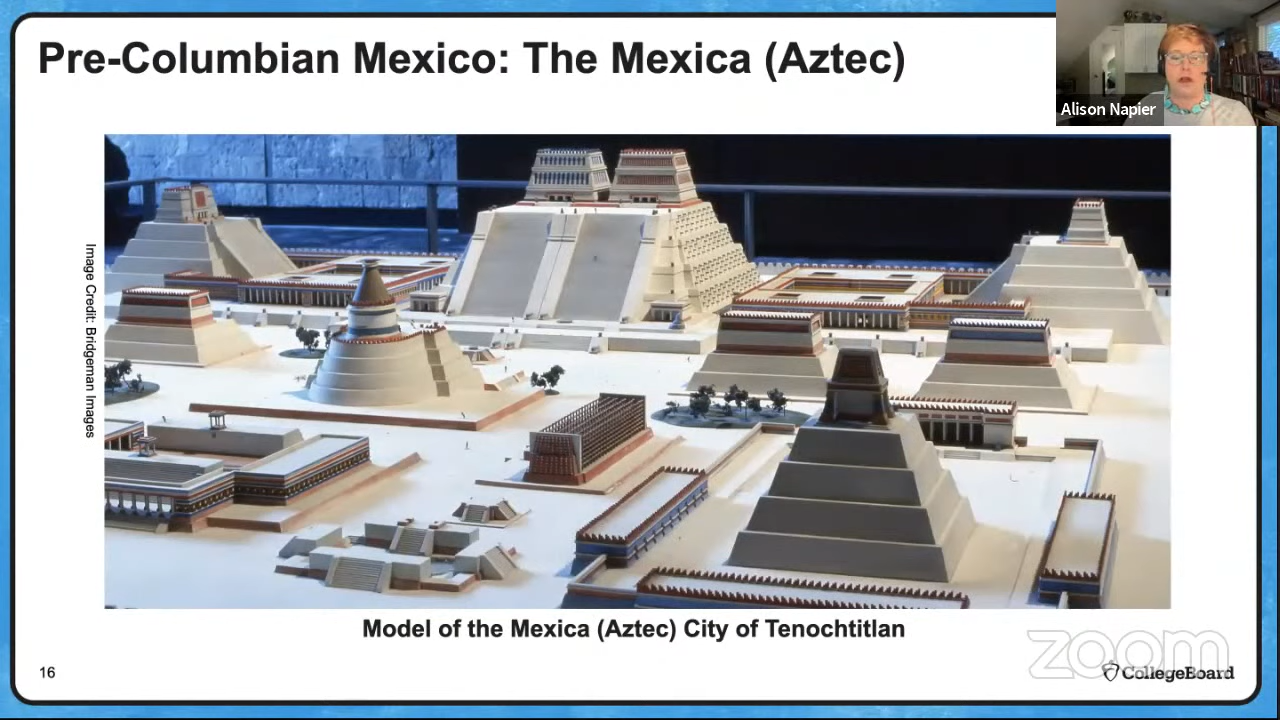 Pre-Columbian Mexico: The Mexica (Aztec)
Alison Napier
Image Credit: Bridgeman Images
Model of the Mexica (Aztec) City of Tenochtitlan
16
zoom
CollegeBoard